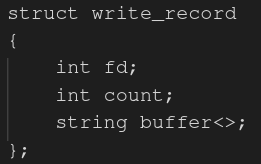 struct write_record
{
    int fd;
    int count;
    string buffer<>;
};